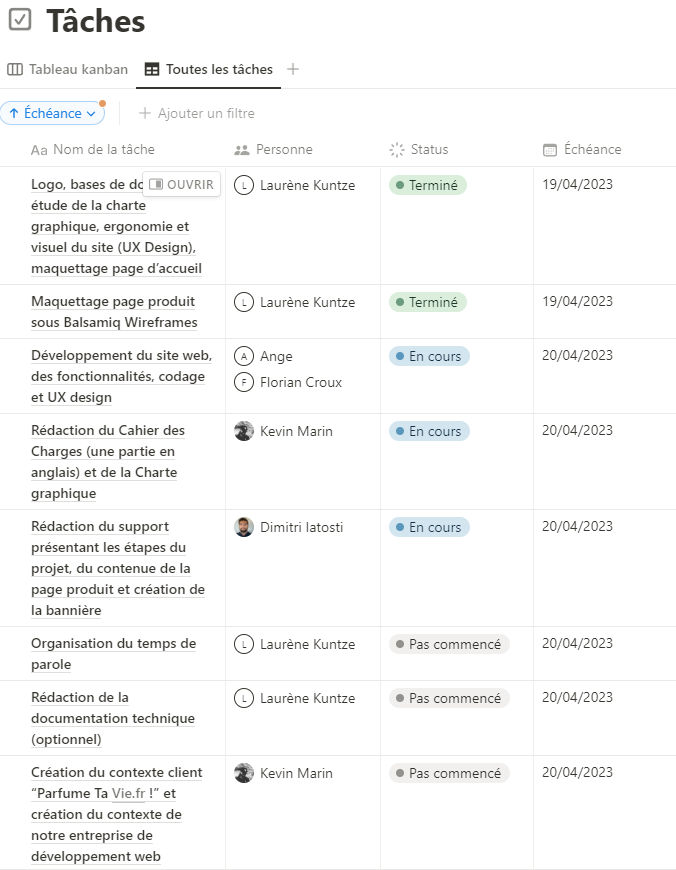 Tâches
Tableau kanban
Toutes les tâches
Échéance
Ajouter un filtre
Aa Nom de la tâche
Personne
Status
Échéance
Logo, bases de
OUVRIR
étude de la charte
graphique, ergonomie et
visuel du site (UX Design),
maquettage page d’accueil
L Laurène Kuntze
Terminé
19/04/2023
Maquettage page produit
sous Balsamiq Wireframes
L Laurène Kuntze
Terminé
19/04/2023
Développement du site web,
des fonctionnalités, codage
et UX design
A Ange
F Florian Croux
En cours
20/04/2023
Rédaction du Cahier des
Charges (une partie en
anglais) et de la Charte
graphique
Kevin Marin
En cours
20/04/2023
Rédaction du support
présentant les étapes du
projet, du contenue de la
page produit et création de
la bannière
Dimitri Iatosti
En cours
20/04/2023
Organisation du temps de
parole
L Laurène Kuntze
Pas commencé
20/04/2023
Rédaction de la
documentation technique
(optionnel)
L Laurène Kuntze
Pas commencé
20/04/2023
Création du contexte client
“Parfume Ta Vie.fr !” et
création du contexte de
notre entreprise de
développement web
Kevin Marin
Pas commencé
20/04/2023